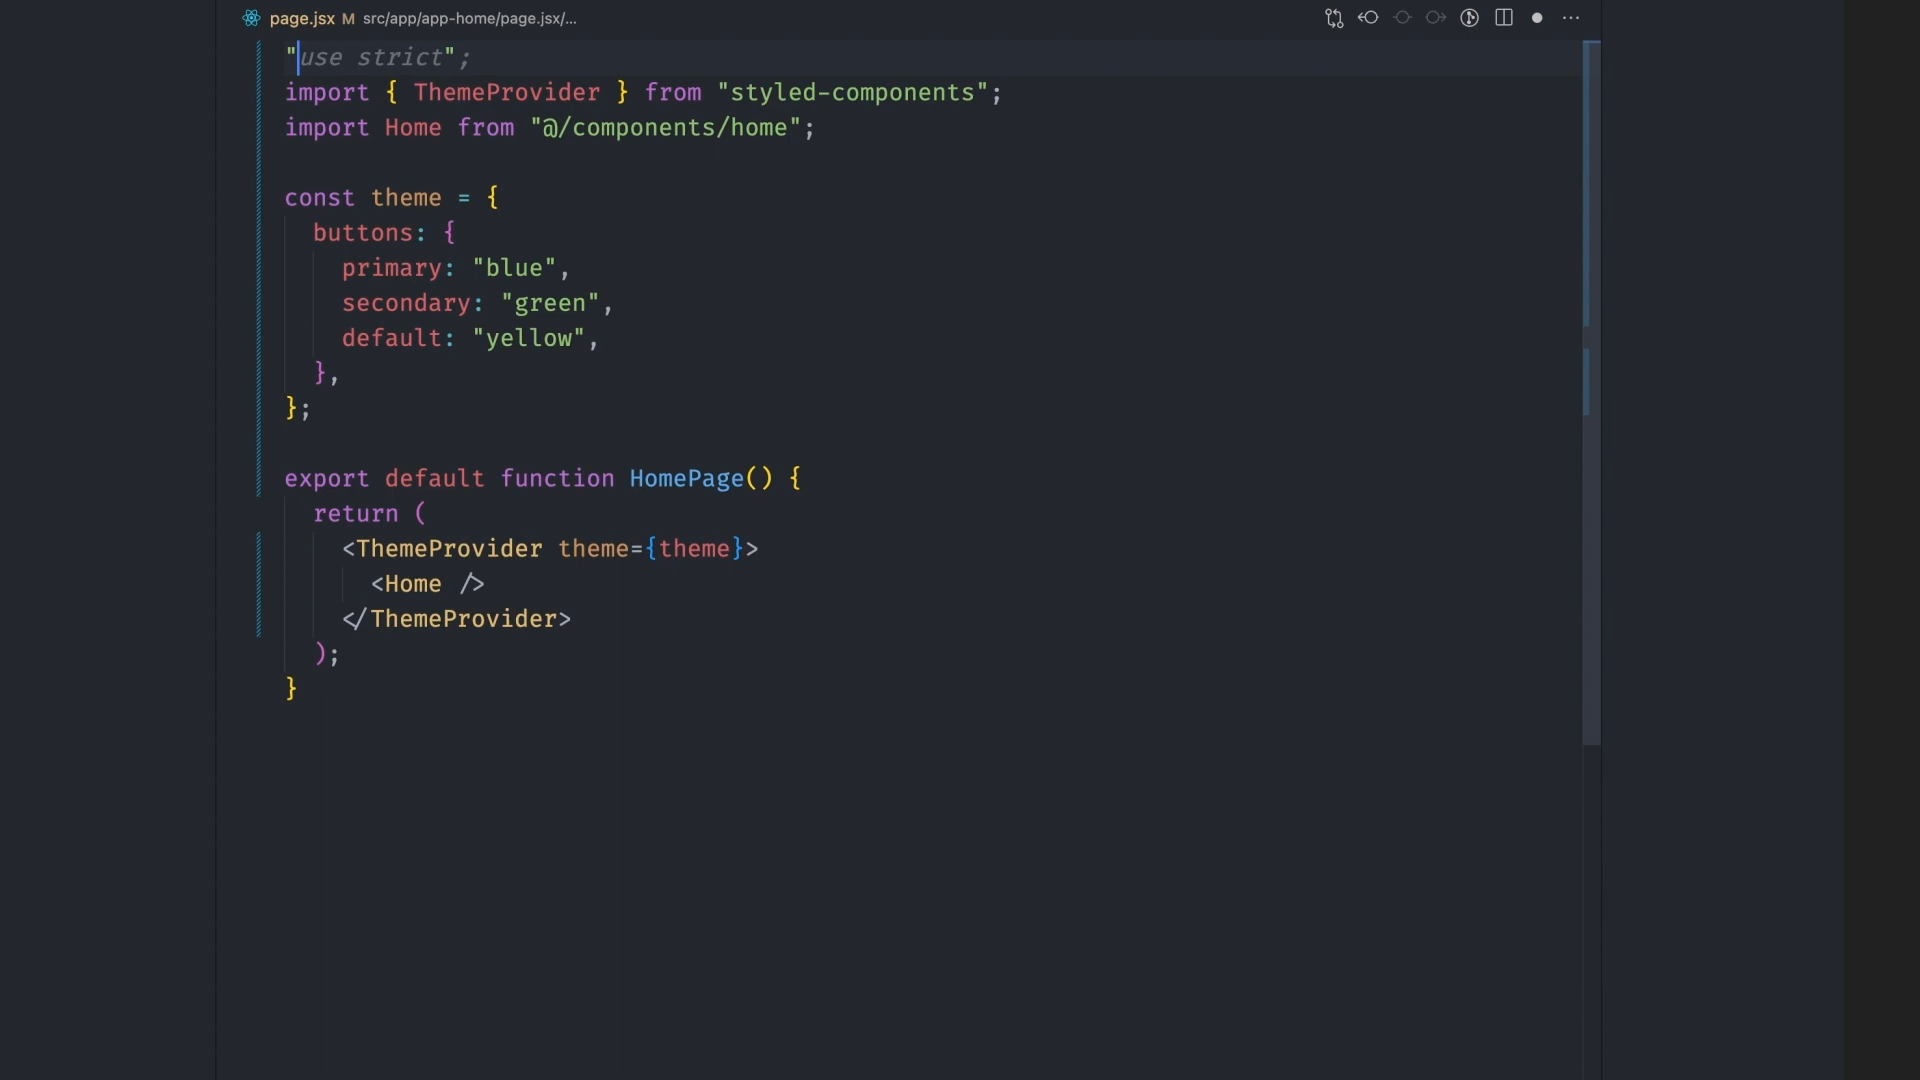 page.jsx M src/app/app-home/page.jsx/...
"use strict";
import { ThemeProvider } from "styled-components";
import Home from "@/components/home";
const theme = {
buttons: {
primary: "blue",
secondary: "green",
default: "yellow",
},
};
export default function HomePage() {
return (
<ThemeProvider theme={theme}>
<Home />
</ThemeProvider>
);
}